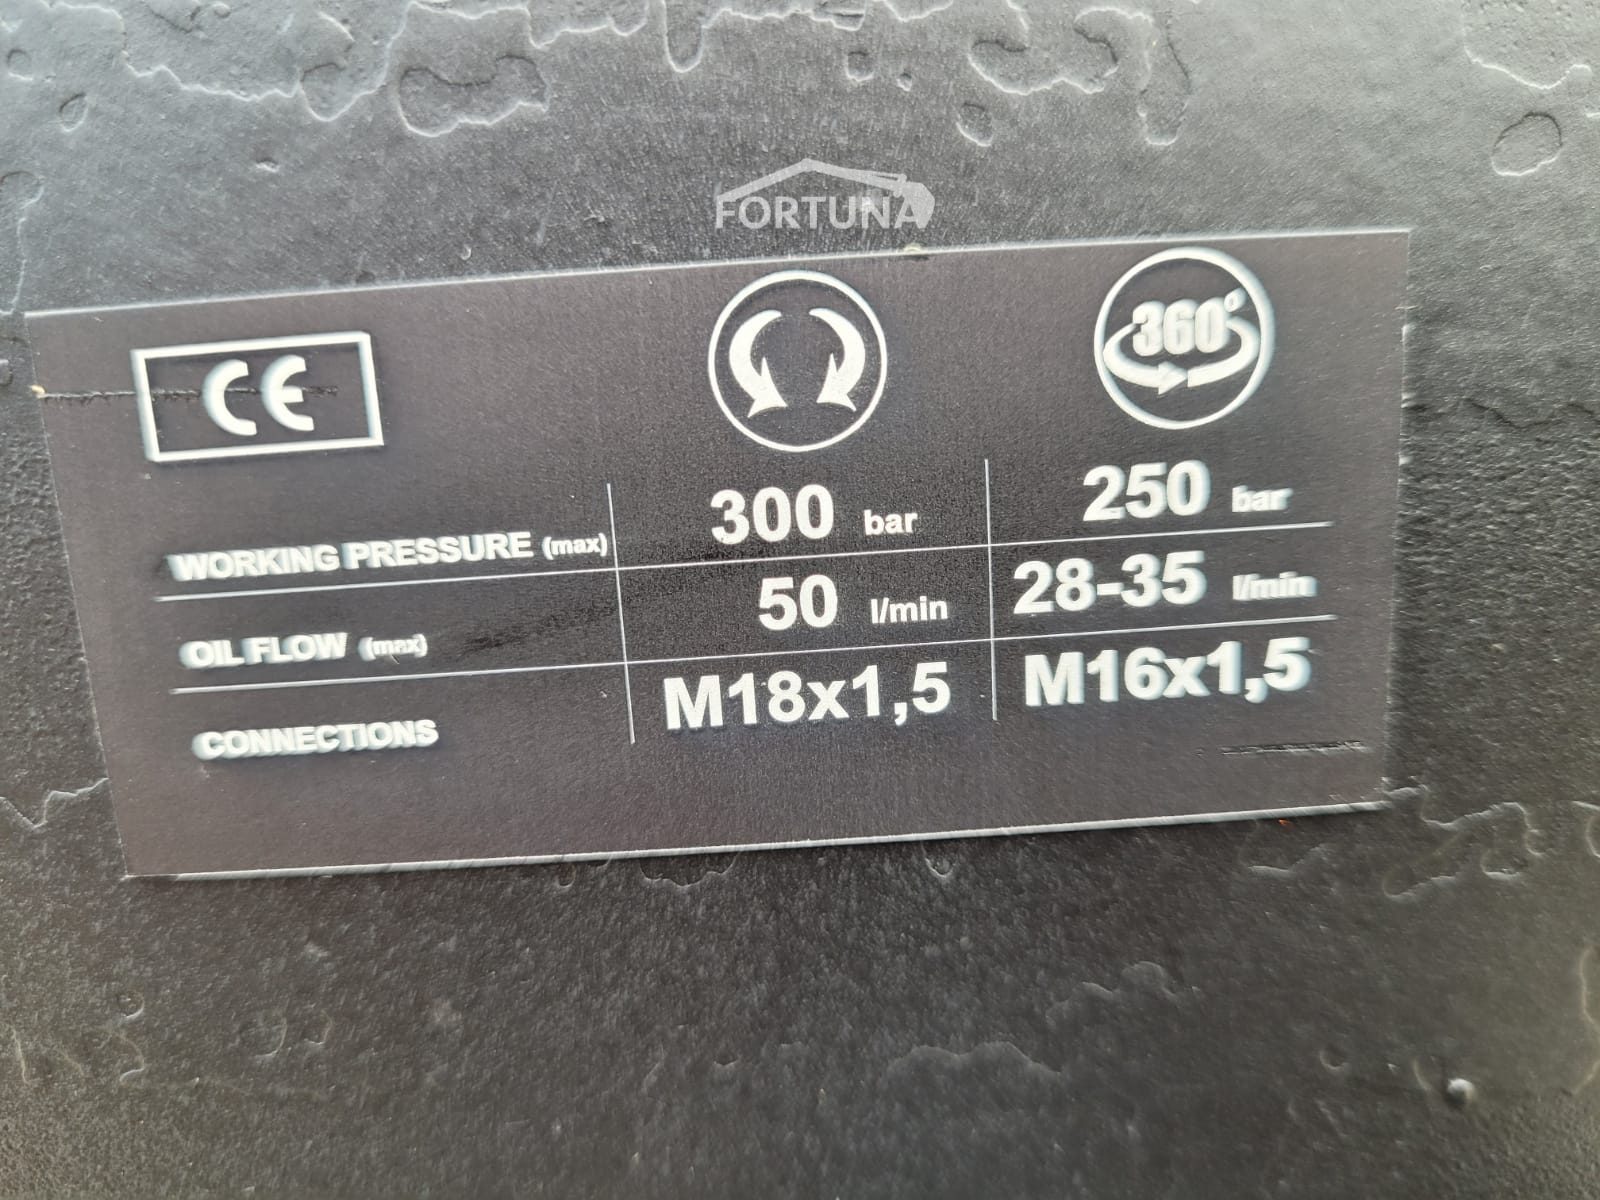 FORTUNA
CE
360°
WORKING PRESSURE (max) 300 bar 250 bar
OIL FLOW (max) 50 l/min 28-35 l/min
CONNECTIONS M18x1,5 M16x1,5